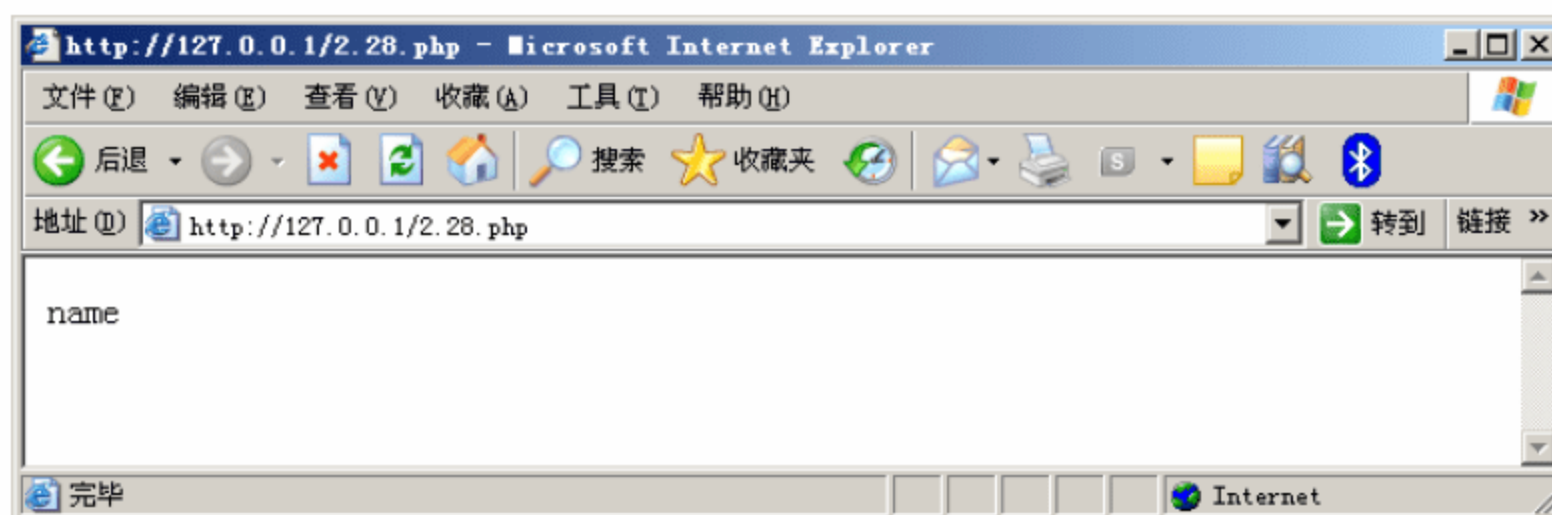 http://127.0.0.1/2.28.php - Microsoft Internet Explorer
文件(F) 编辑(E) 查看(V) 收藏(A) 工具(T) 帮助(H)
后退 搜索 收藏夹 S
地址(D) http://127.0.0.1/2.28.php 转到 链接 »
name
完毕 Internet